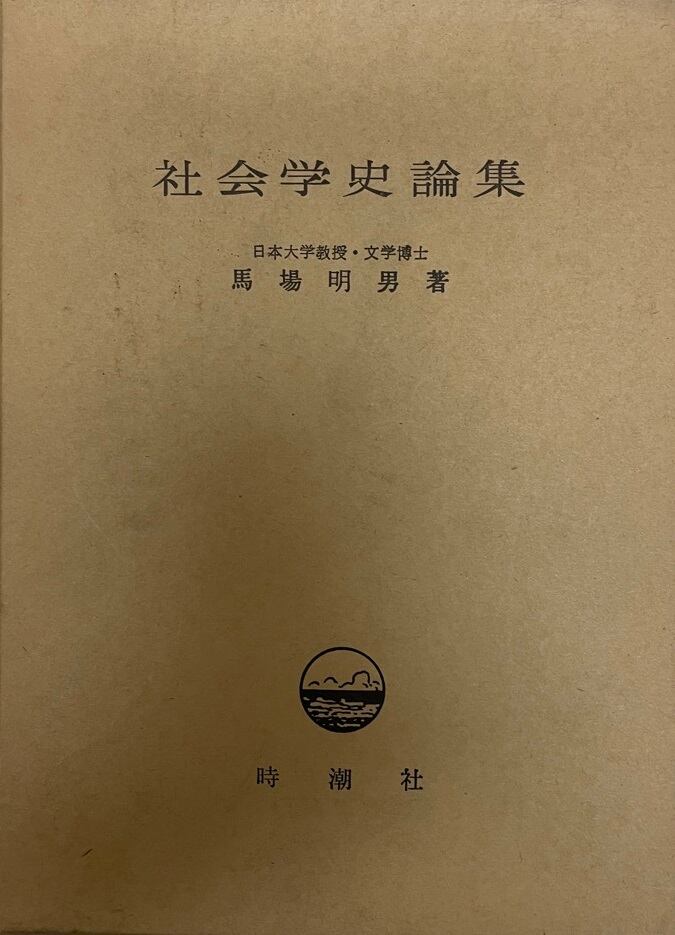 社会学史論集
日本大学教授・文学博士
馬場明男著
時潮社